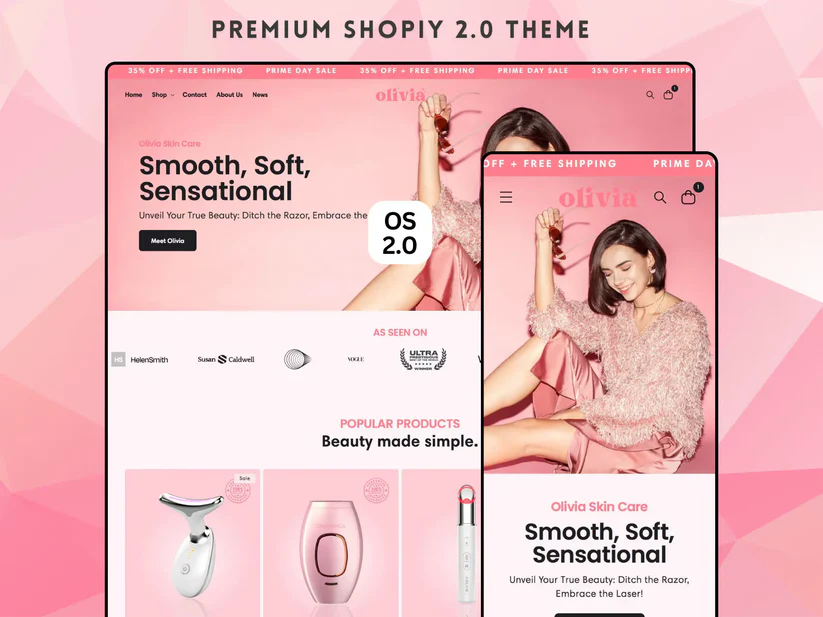 PREMIUM SHOPIY 2.0 THEME
35% OFF + FREE SHIPPING PRIME DAY SALE 35% OFF + FREE SHIPPING PRIME DAY SALE 35% OFF + FREE SHIPP
Home Shop Contact About Us News
olivia
1
Olivia Skin Care
Smooth, Soft,
Sensational
Unveil Your True Beauty: Ditch the Razor, Embrace the
Meet Olivia
OS
2.0
AS SEEN ON
HS HelenSmith
Susan Caldwell
VOGUE
ULTRA
WINNER
POPULAR PRODUCTS
Beauty made simple.
Sale
OFF + FREE SHIPPING PRIME DA
olivia
1
Olivia Skin Care
Smooth, Soft,
Sensational
Unveil Your True Beauty: Ditch the Razor,
Embrace the Laser!